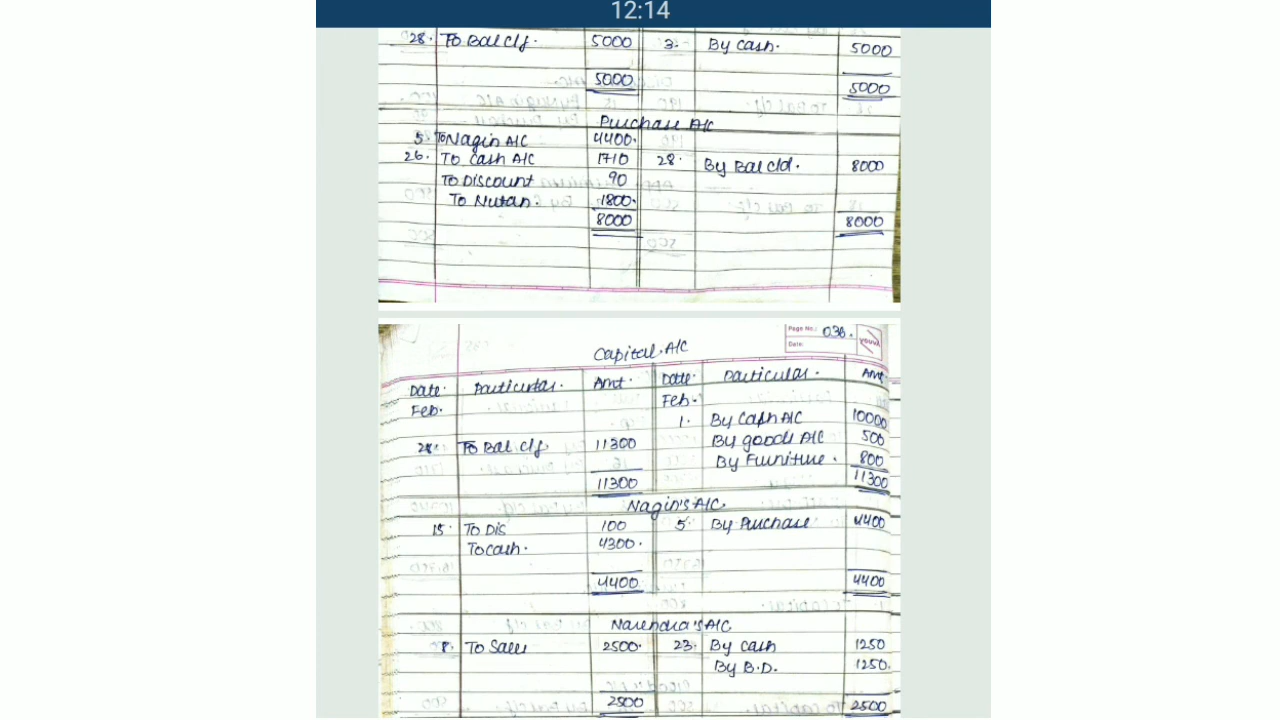 12:14
28. To Bal c/f. 5000 3. By cash. 5000
5000 5000
Purchase A/C
5. To Nagin A/C 4400.
26. To Cash A/C 1710 28. By Bal c/d. 8000
To Discount 90
To Nutan. 1800.
8000 8000
Page No.: 036.
Date:
Capital A/C
Date Particular. Amt. Date. Particular. Amt.
Feb. Feb.
1. By Cash A/C 10000
28. To Bal c/f. 11300 By goods A/C 500
By Furniture. 800
11300 11300
Nagin's A/C.
15. To Dis 100 5. By Purchase 4400
To cash. 4300.
4400 4400
Narendra's A/C
8. To Sales 2500. 23. By cash 1250
By B.D. 1250.
2500 2500